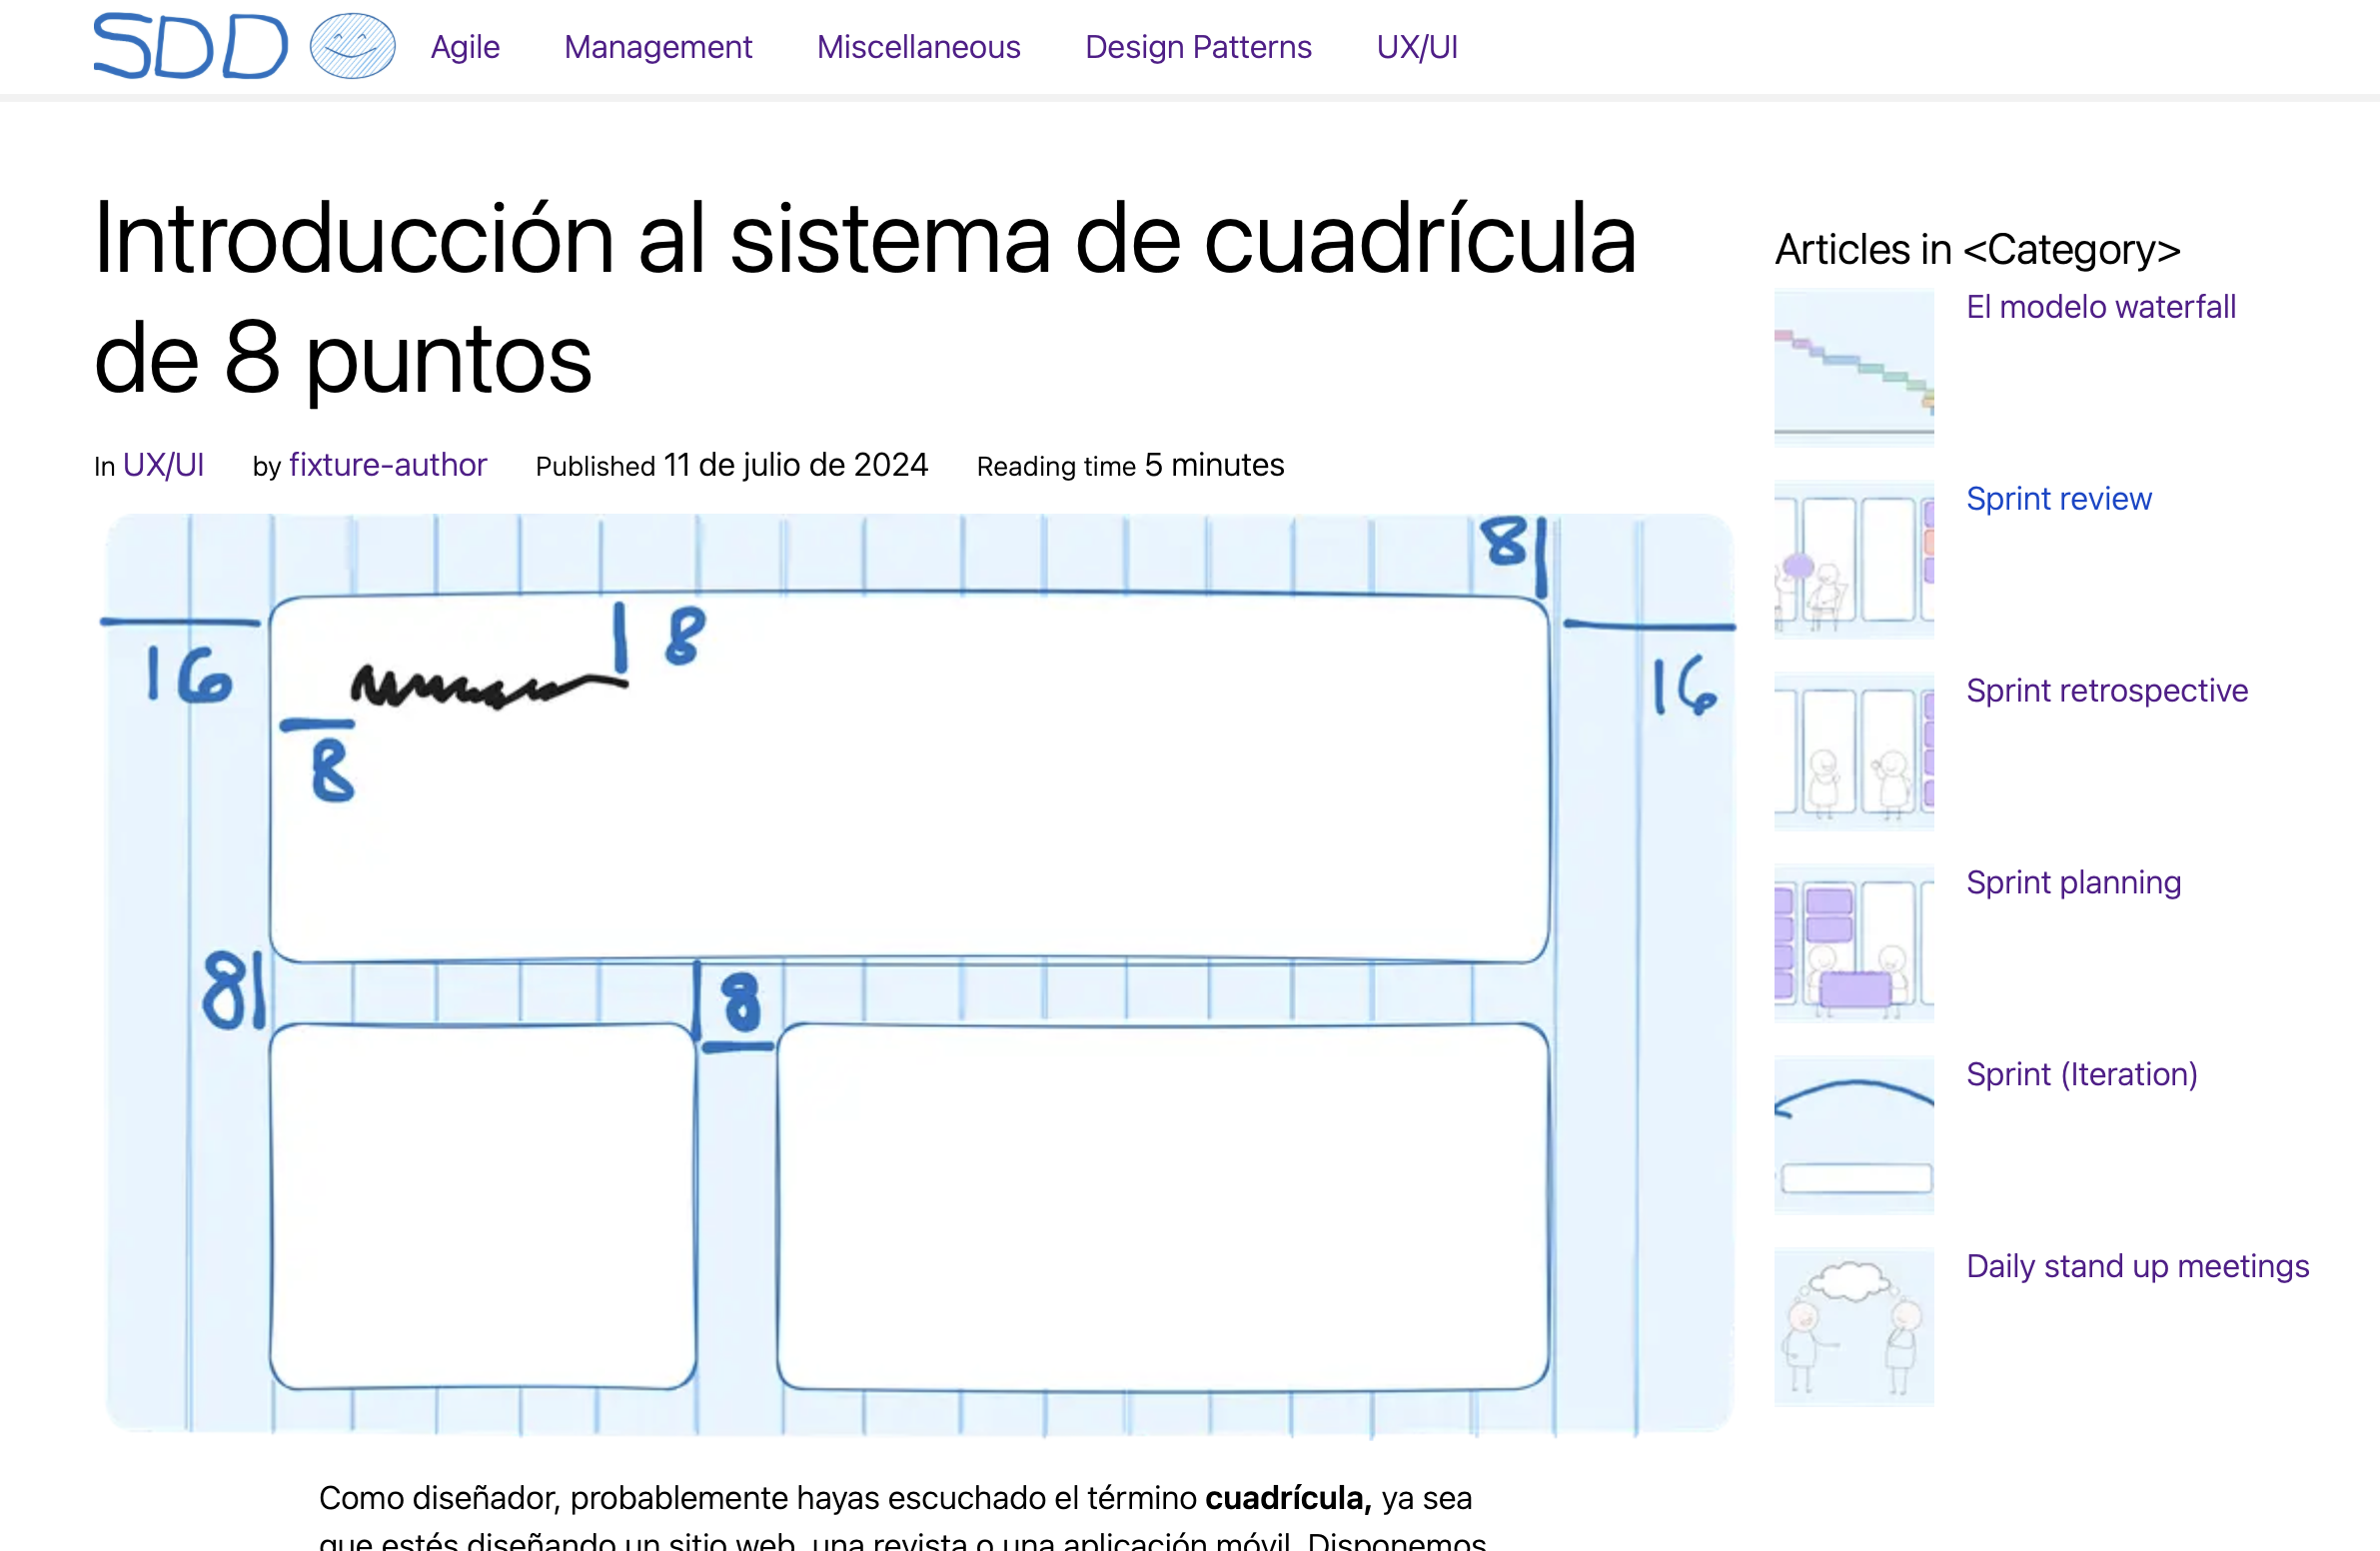 SDD
Agile Management Miscellaneous Design Patterns UX/UI
Introducción al sistema de cuadrícula
de 8 puntos
In UX/UI by fixture-author Published 11 de julio de 2024 Reading time 5 minutes
8
16
8
16
8
8
8
Como diseñador, probablemente hayas escuchado el término cuadrícula, ya sea
que estés diseñando un sitio web, una revista o una aplicación móvil. Disponemos
Articles in <Category>
El modelo waterfall
Sprint review
Sprint retrospective
Sprint planning
Sprint (Iteration)
Daily stand up meetings